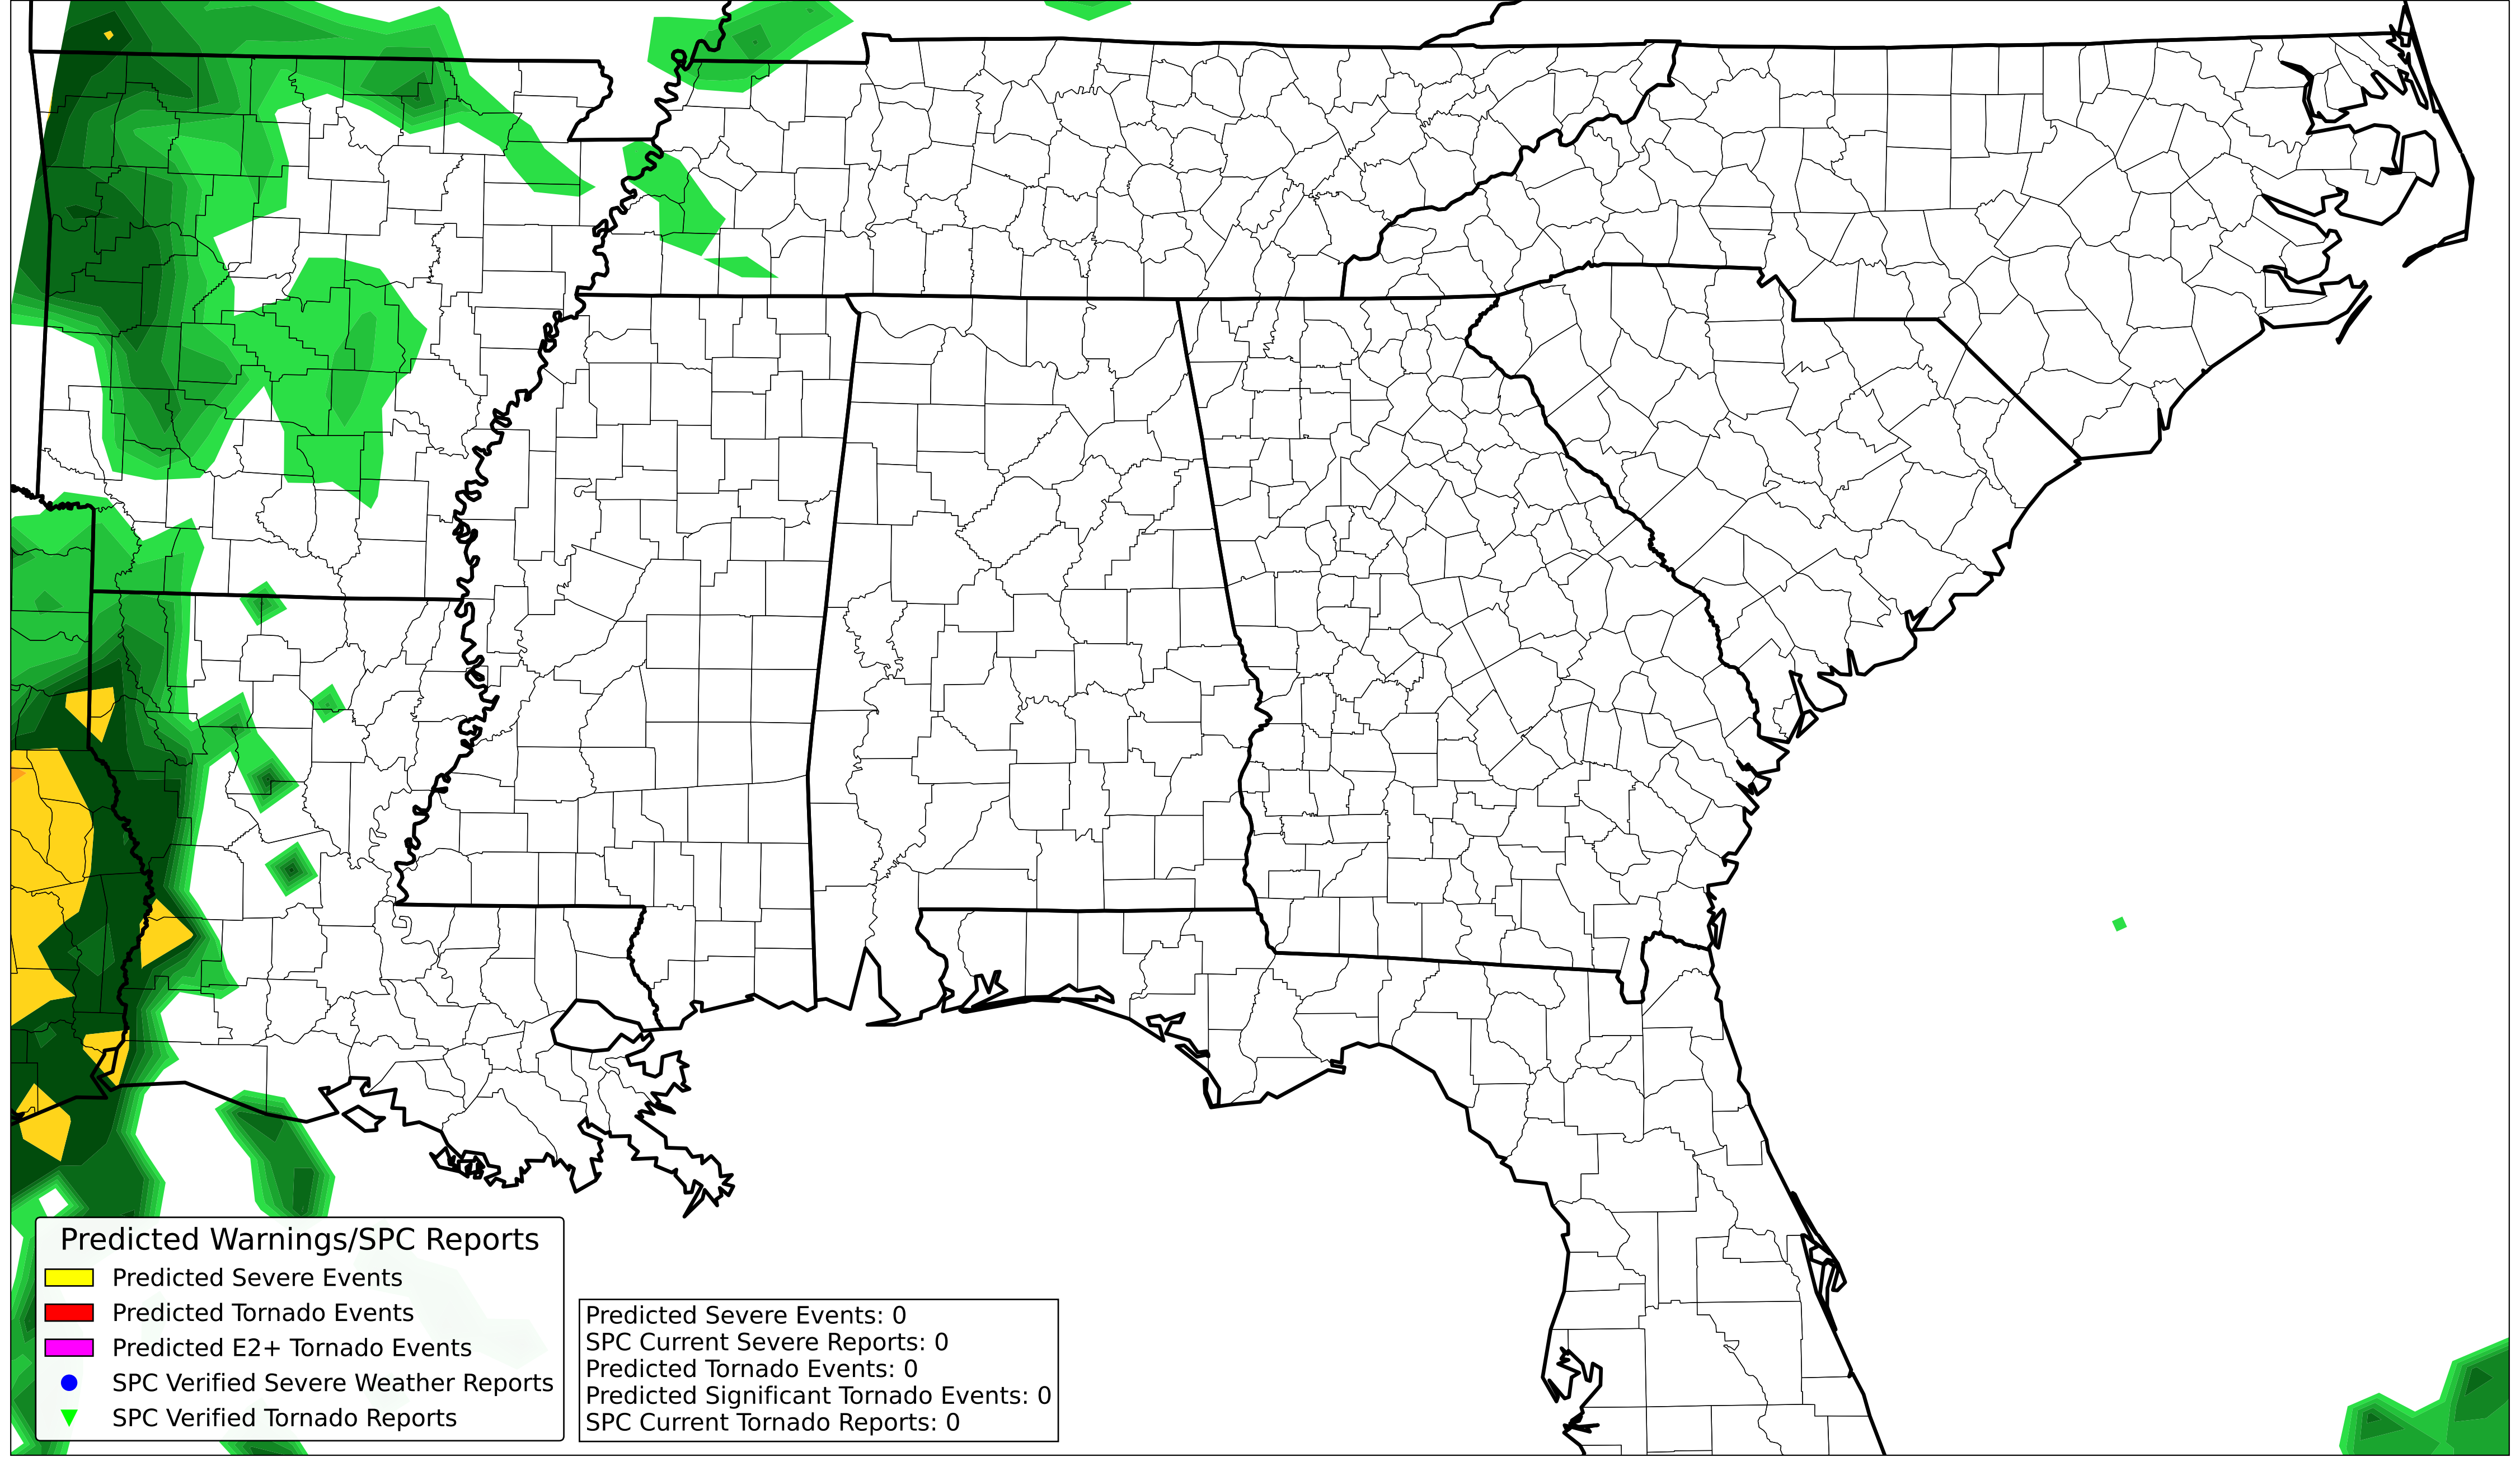 Predicted Warnings/SPC Reports
Predicted Severe Events
Predicted Tornado Events
Predicted E2+ Tornado Events
SPC Verified Severe Weather Reports
SPC Verified Tornado Reports
Predicted Severe Events: 0
SPC Current Severe Reports: 0
Predicted Tornado Events: 0
Predicted Significant Tornado Events: 0
SPC Current Tornado Reports: 0